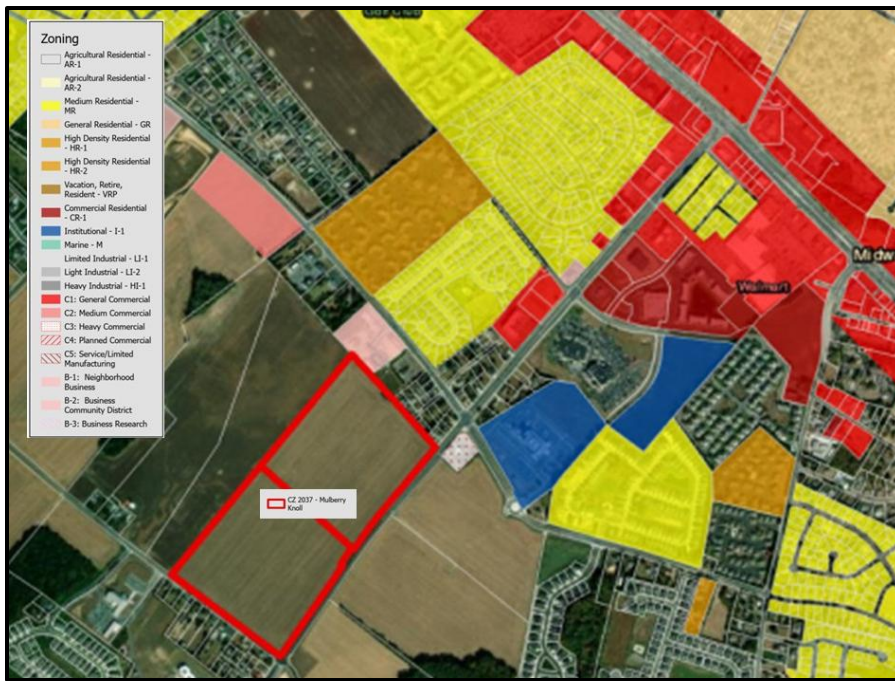 Zoning
Agricultural Residential -
AR-1
Agricultural Residential -
AR-2
Medium Residential -
MR
General Residential - GR
High Density Residential
- HR-1
High Density Residential
- HR-2
Vacation, Retire,
Resident - VRP
Commercial Residential
- CR-1
Institutional - I-1
Marine - M
Limited Industrial - LI-1
Light Industrial - LI-2
Heavy Industrial - HI-1
C1: General Commercial
C2: Medium Commercial
C3: Heavy Commercial
C4: Planned Commercial
C5: Service/Limited
Manufacturing
B-1: Neighborhood
Business
B-2: Business
Community District
B-3: Business Research
Midw
Walmart
CZ 2037 - Mulberry
Knoll